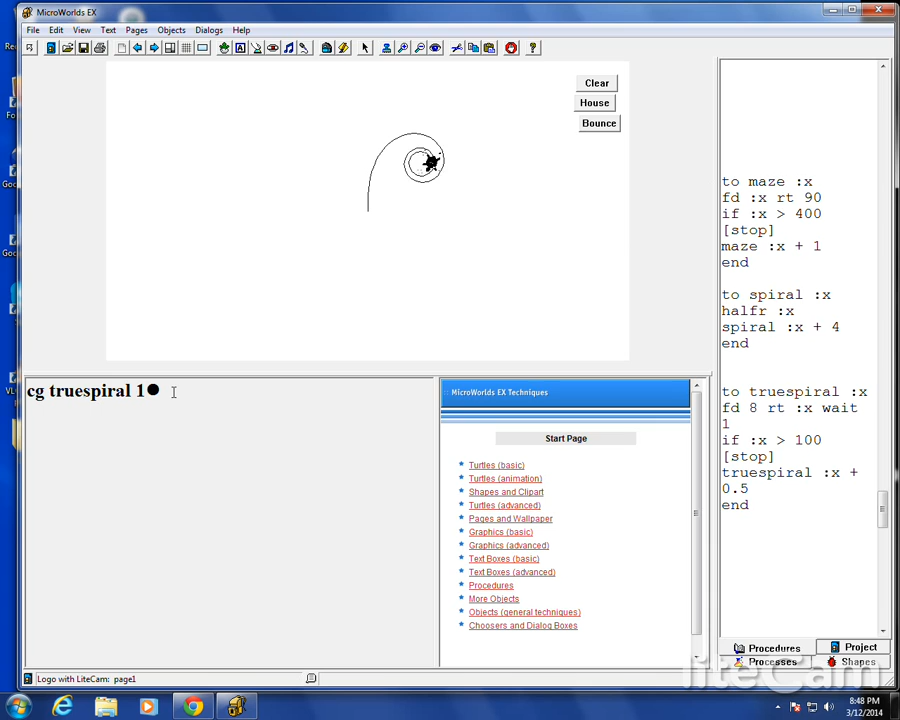 MicroWorlds EX
File Edit View Text Pages Objects Gadgets Help
Clear
House
Bounce
to maze :x
fd :x rt 90
if :x > 400
[stop]
maze :x + 1
end
to spiral :x
halfr :x
spiral :x + 4
end
to truespiral :x
fd 8 rt :x wait
1
if :x > 100
[stop]
truespiral :x +
0.5
end
cg truespiral 1
MicroWorlds EX Techniques
Start Page
Turtles (basic)
Turtles (animation)
Shapes and Clipart
Turtles (advanced)
Pages and Wallpaper
Graphics (basic)
Graphics (advanced)
Text Boxes (basic)
Text Boxes (advanced)
Procedures
More Objects
Objects (general techniques)
Choosers and Dialog Boxes
Procedures
Project
Processes
Shapes
liteCam
Logo with LiteCam: page1
8:48 PM
3/12/2014